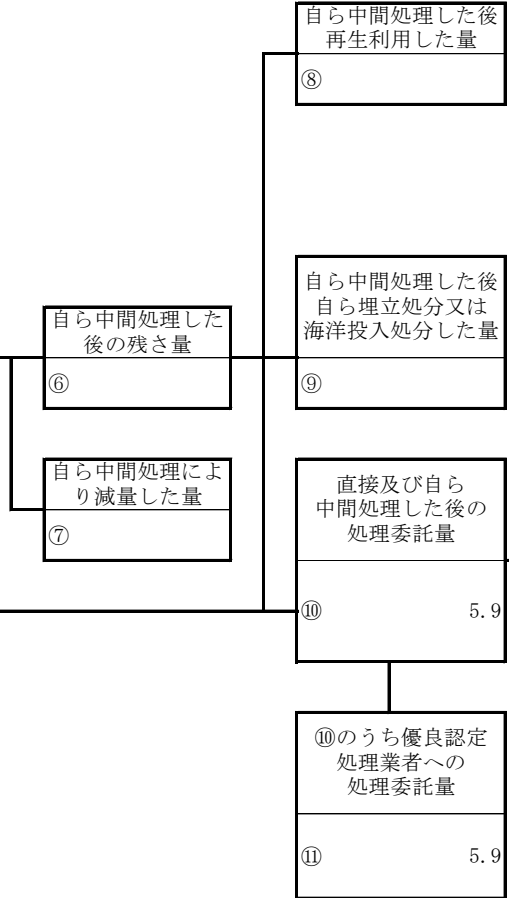 自ら中間処理した後
再生利用した量
⑧
自ら中間処理した後
自ら埋立処分又は
海洋投入処分した量
⑨
自ら中間処理した
後の残さ量
⑥
自ら中間処理によ
り減量した量
⑦
直接及び自ら
中間処理した後の
処理委託量
⑩ 5.9
⑩のうち優良認定
処理業者への
処理委託量
⑪ 5.9